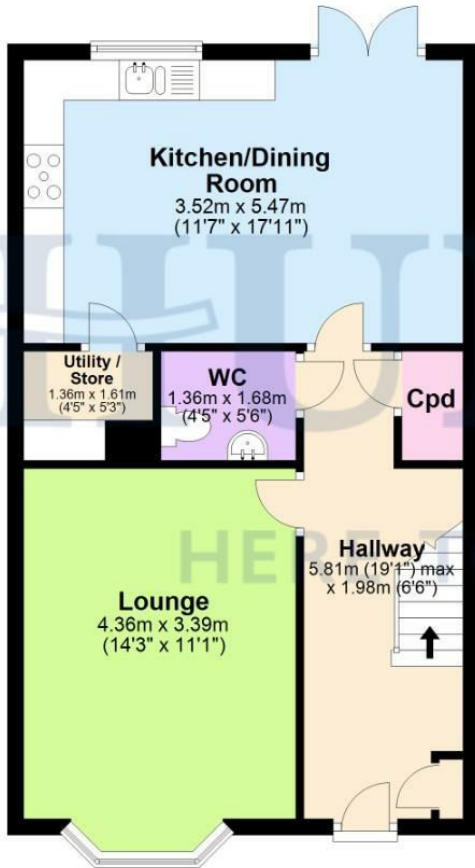 Kitchen/Dining
Room
3.52m x 5.47m
(11'7" x 17'11")
Utility /
Store
1.36m x 1.61m
(4'5" x 5'3")
WC
1.36m x 1.68m
(4'5" x 5'6")
Cpd
Hallway
5.81m (19'1") max
x 1.98m (6'6")
Lounge
4.36m x 3.39m
(14'3" x 11'1")
HERE T